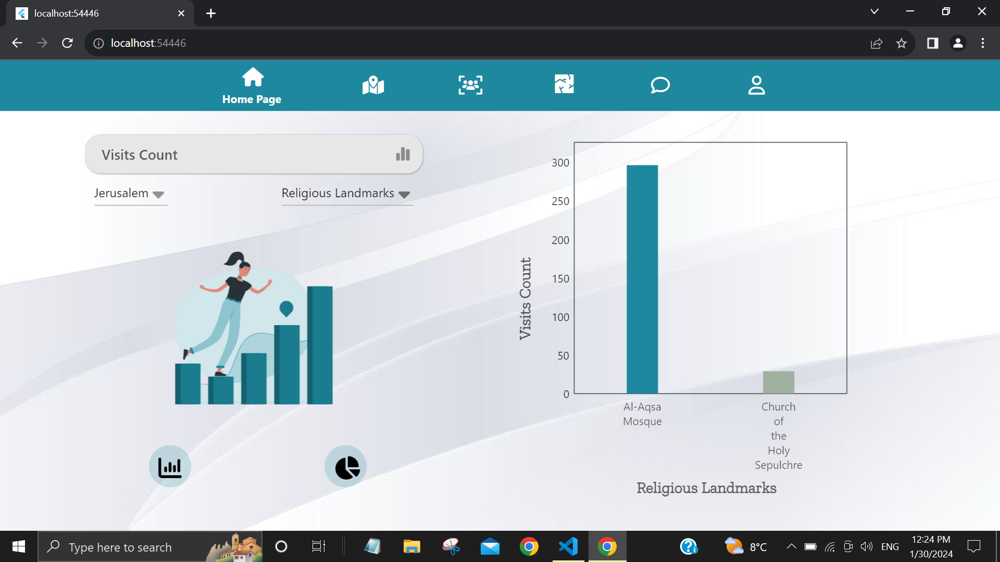 localhost:54446
localhost:54446
Home Page
Visits Count
Jerusalem
Religious Landmarks
300
250
200
150
100
50
0
Visits Count
Al-Aqsa
Mosque
Church
of
the
Holy
Sepulchre
Religious Landmarks
Type here to search
8°C
ENG
12:24 PM
1/30/2024